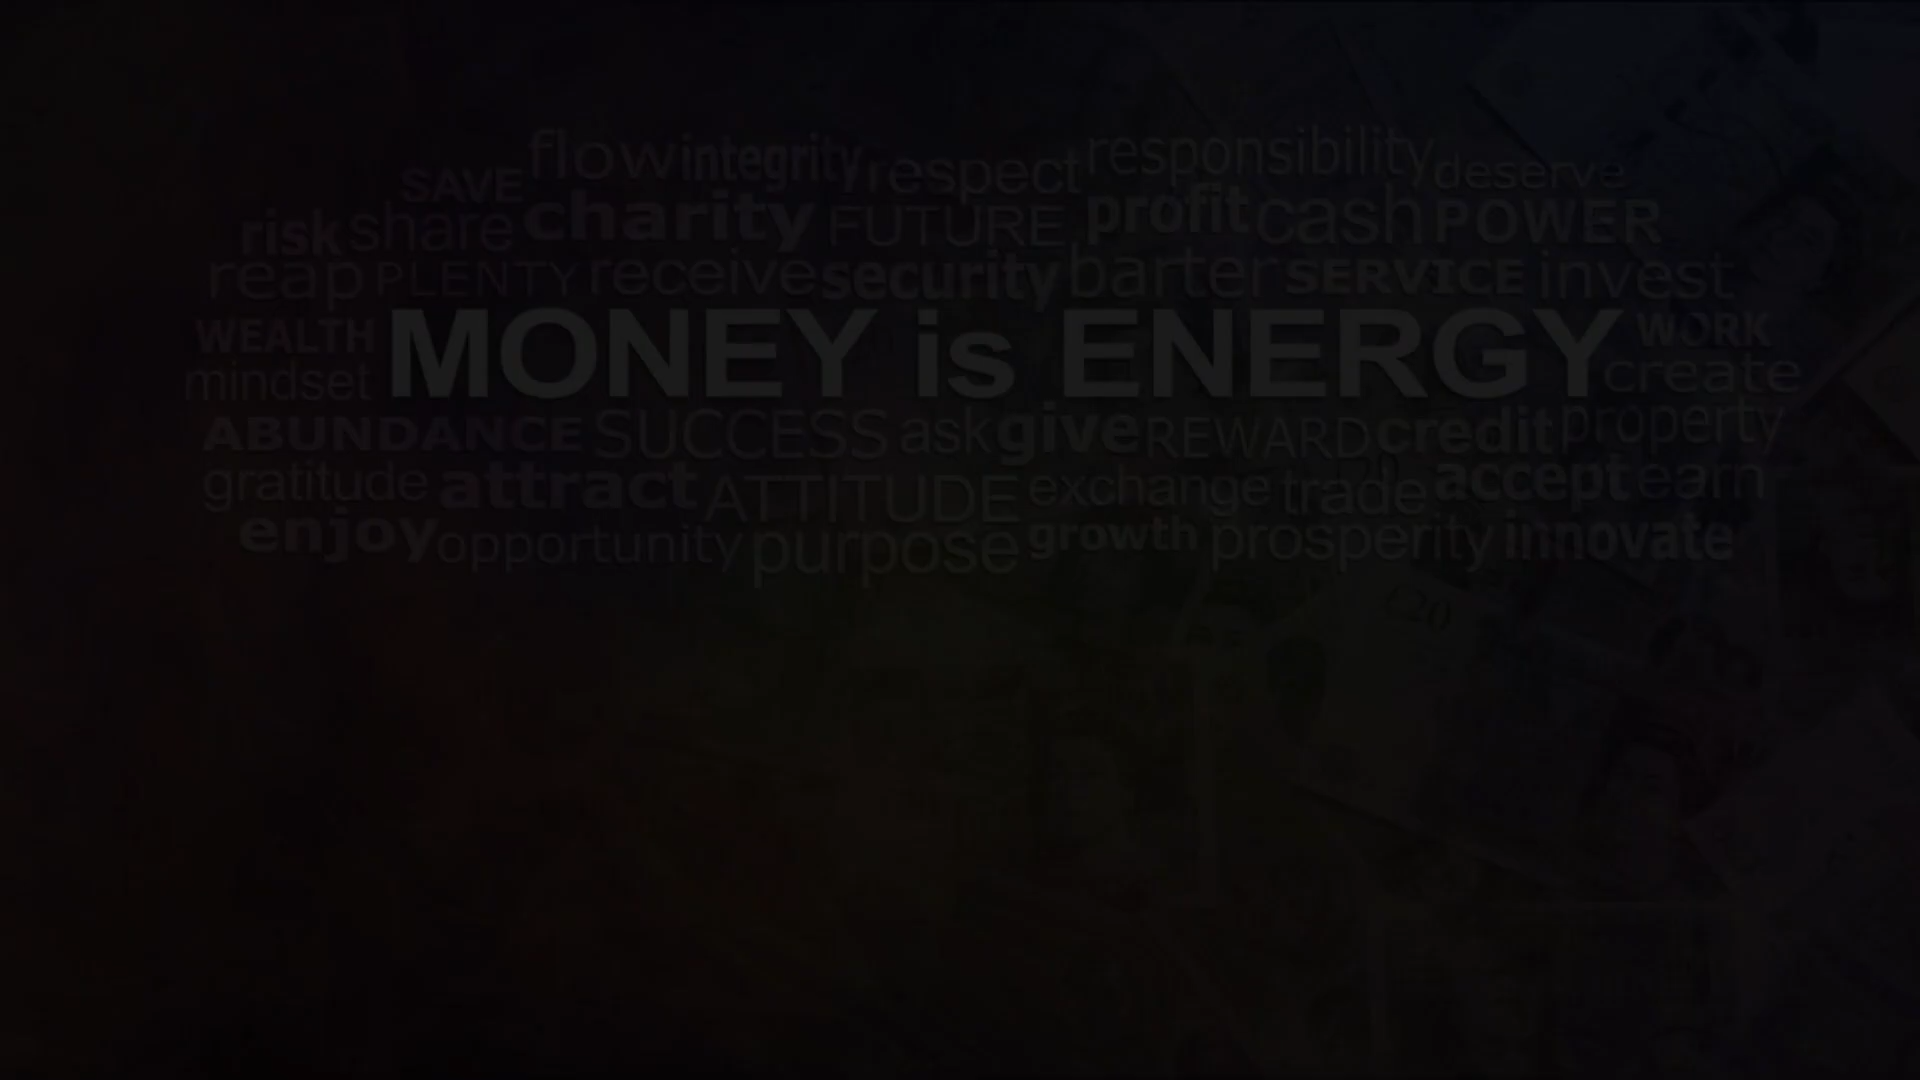 flow integrity respect responsibility deserve
SAVE
risk share charity FUTURE profit cash POWER
reap PLENTY receive security barter SERVICE invest
WEALTH MONEY is ENERGY WORK
mindset create
ABUNDANCE SUCCESS ask give REWARD credit property
gratitude attract ATTITUDE exchange trade accept earn
enjoy opportunity purpose growth prosperity innovate
£20